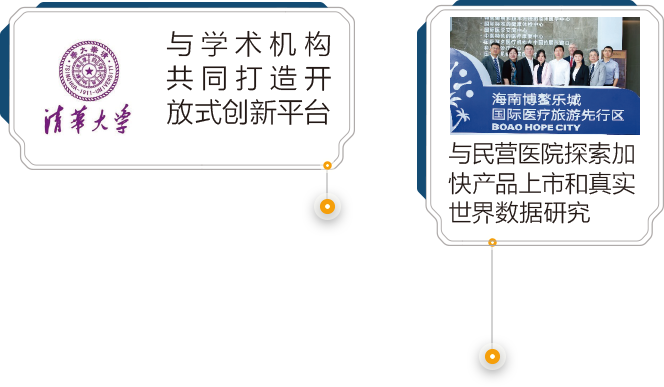 清華大学
与学术机构
共同打造开
放式创新平台
海南博鳌乐城
国际医疗旅游先行区
BOAO HOPE CITY
与民营医院探索加
快产品上市和真实
世界数据研究